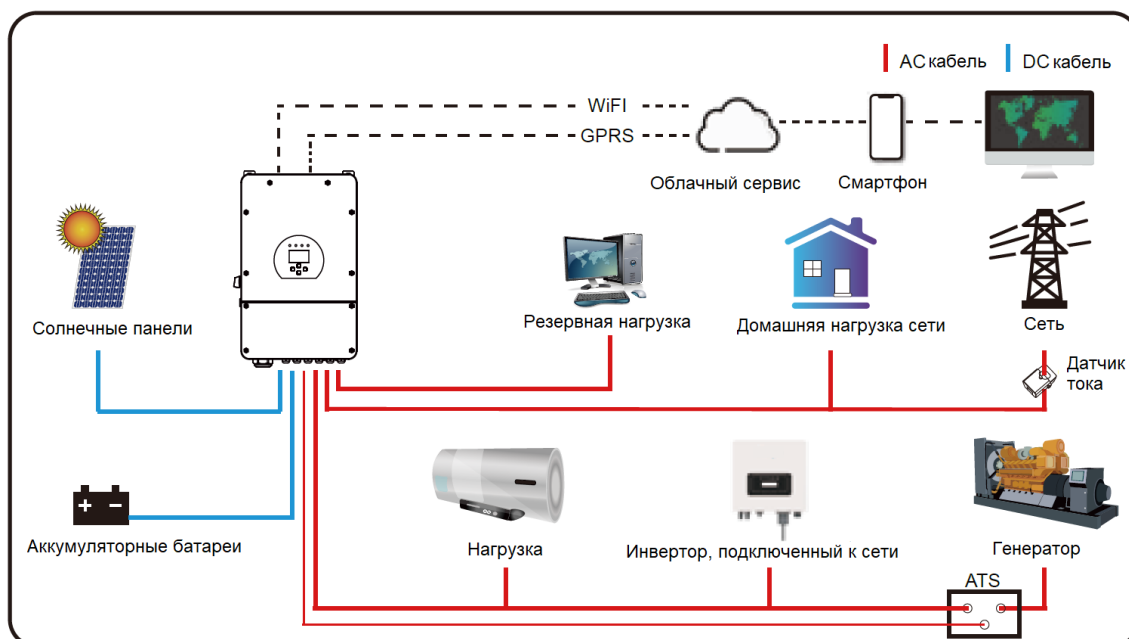 AC кабель
DC кабель
WiFI
GPRS
Облачный сервис
Смартфон
Солнечные панели
Резервная нагрузка
Домашняя нагрузка сети
Сеть
Датчик
тока
+ −
Аккумуляторные батареи
Нагрузка
Инвертор, подключенный к сети
Генератор
ATS